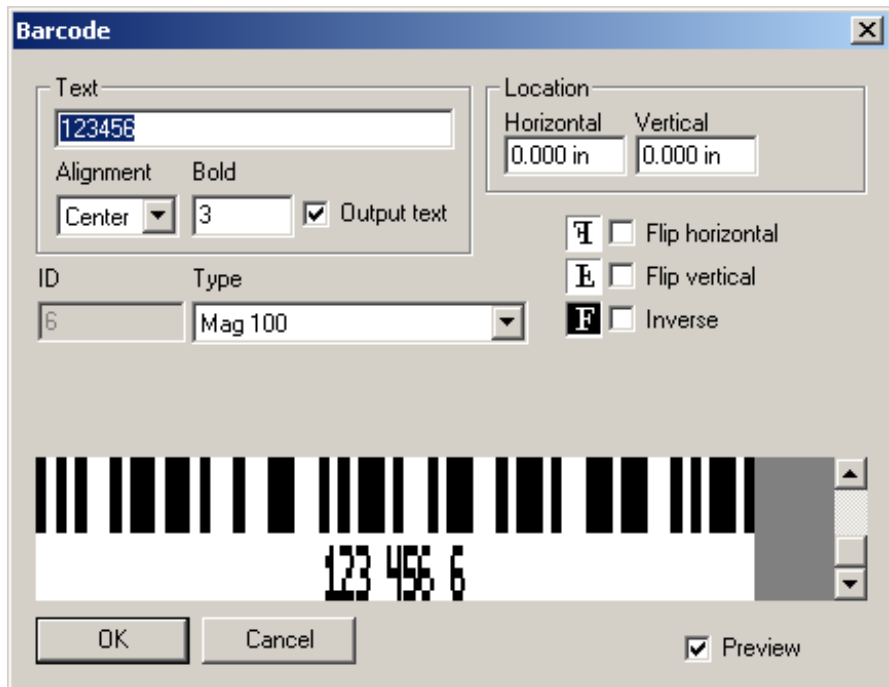 Barcode
Text
123456
Alignment Bold
Center 3 Output text
Location
Horizontal Vertical
0.000 in 0.000 in
F Flip horizontal
E Flip vertical
F Inverse
ID Type
6 Mag 100
123 456 6
OK Cancel Preview